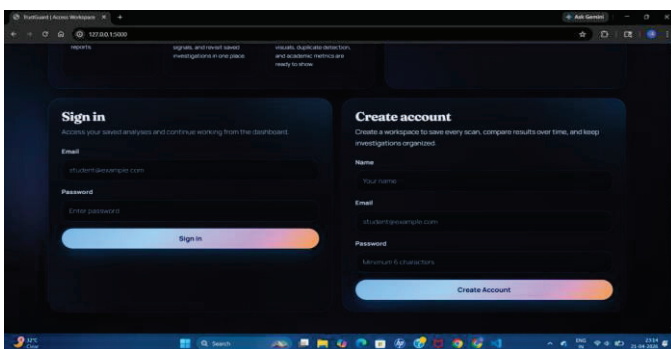 TrustGuard | Access Workspace
Ask Gemini
127.0.0.1:5000
reports.
signals, and revisit saved
investigations in one place.
visuals, duplicate detection,
and academic metrics are
ready to show.
Sign in
Access your saved analyses and continue working from the dashboard.
Email
student@example.com
Password
Enter password
Sign in
Create account
Create a workspace to save every scan, compare results over time, and keep
investigations organized.
Name
Your name
Email
student@example.com
Password
Minimum 6 characters
Create Account
32°C
Clear
Search
ENG
IN
23:14
21-04-2026